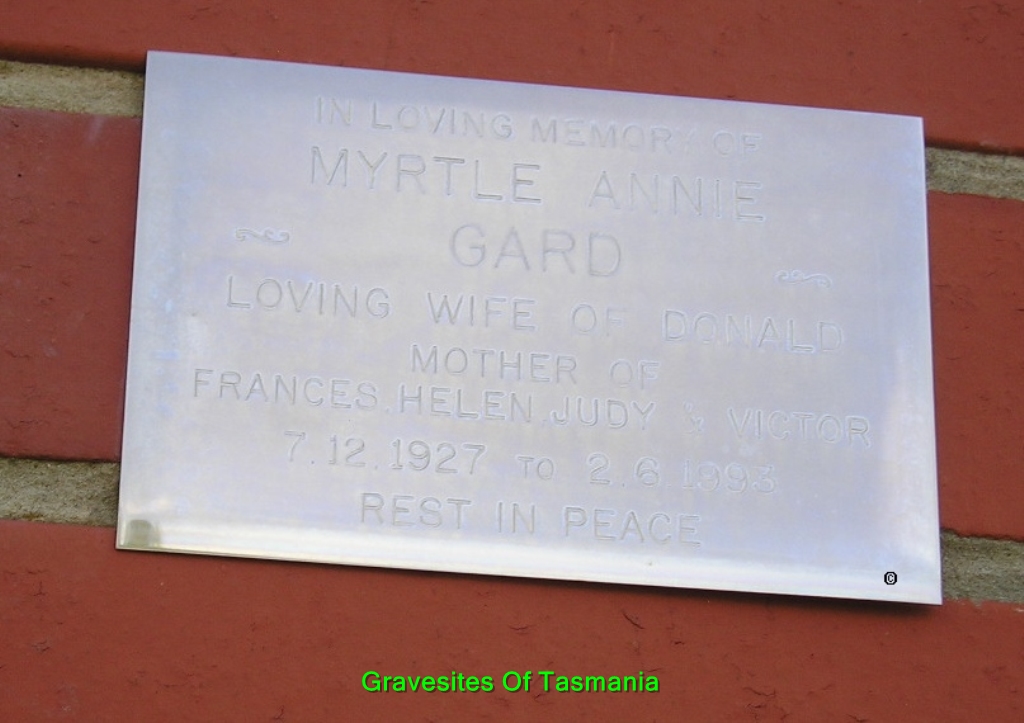 IN LOVING MEMORY OF
MYRTLE ANNIE
GARD
LOVING WIFE OF DONALD
MOTHER OF
FRANCES, HELEN, JUDY & VICTOR
7.12.1927 TO 2.6.1993
REST IN PEACE
©
Gravesites Of Tasmania